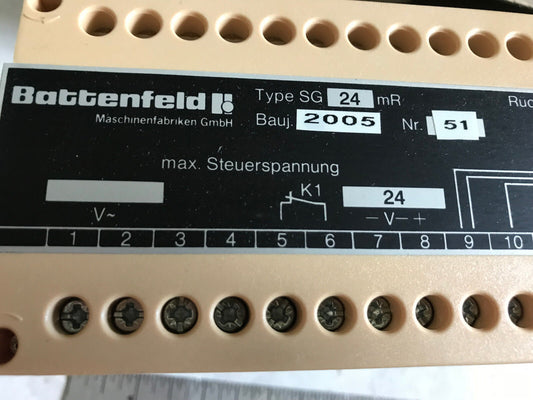 Battenfeld
Maschinenfabriken GmbH
Type SG 24 mR
Bauj. 2005 Nr. 51
max. Steuerspannung
K1
24
V~
– V – +
1 2 3 4 5 6 7 8 9 10